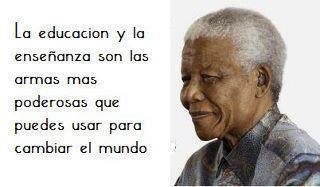 La educacion y la
enseñanza son las
armas mas
poderosas que
puedes usar para
cambiar el mundo